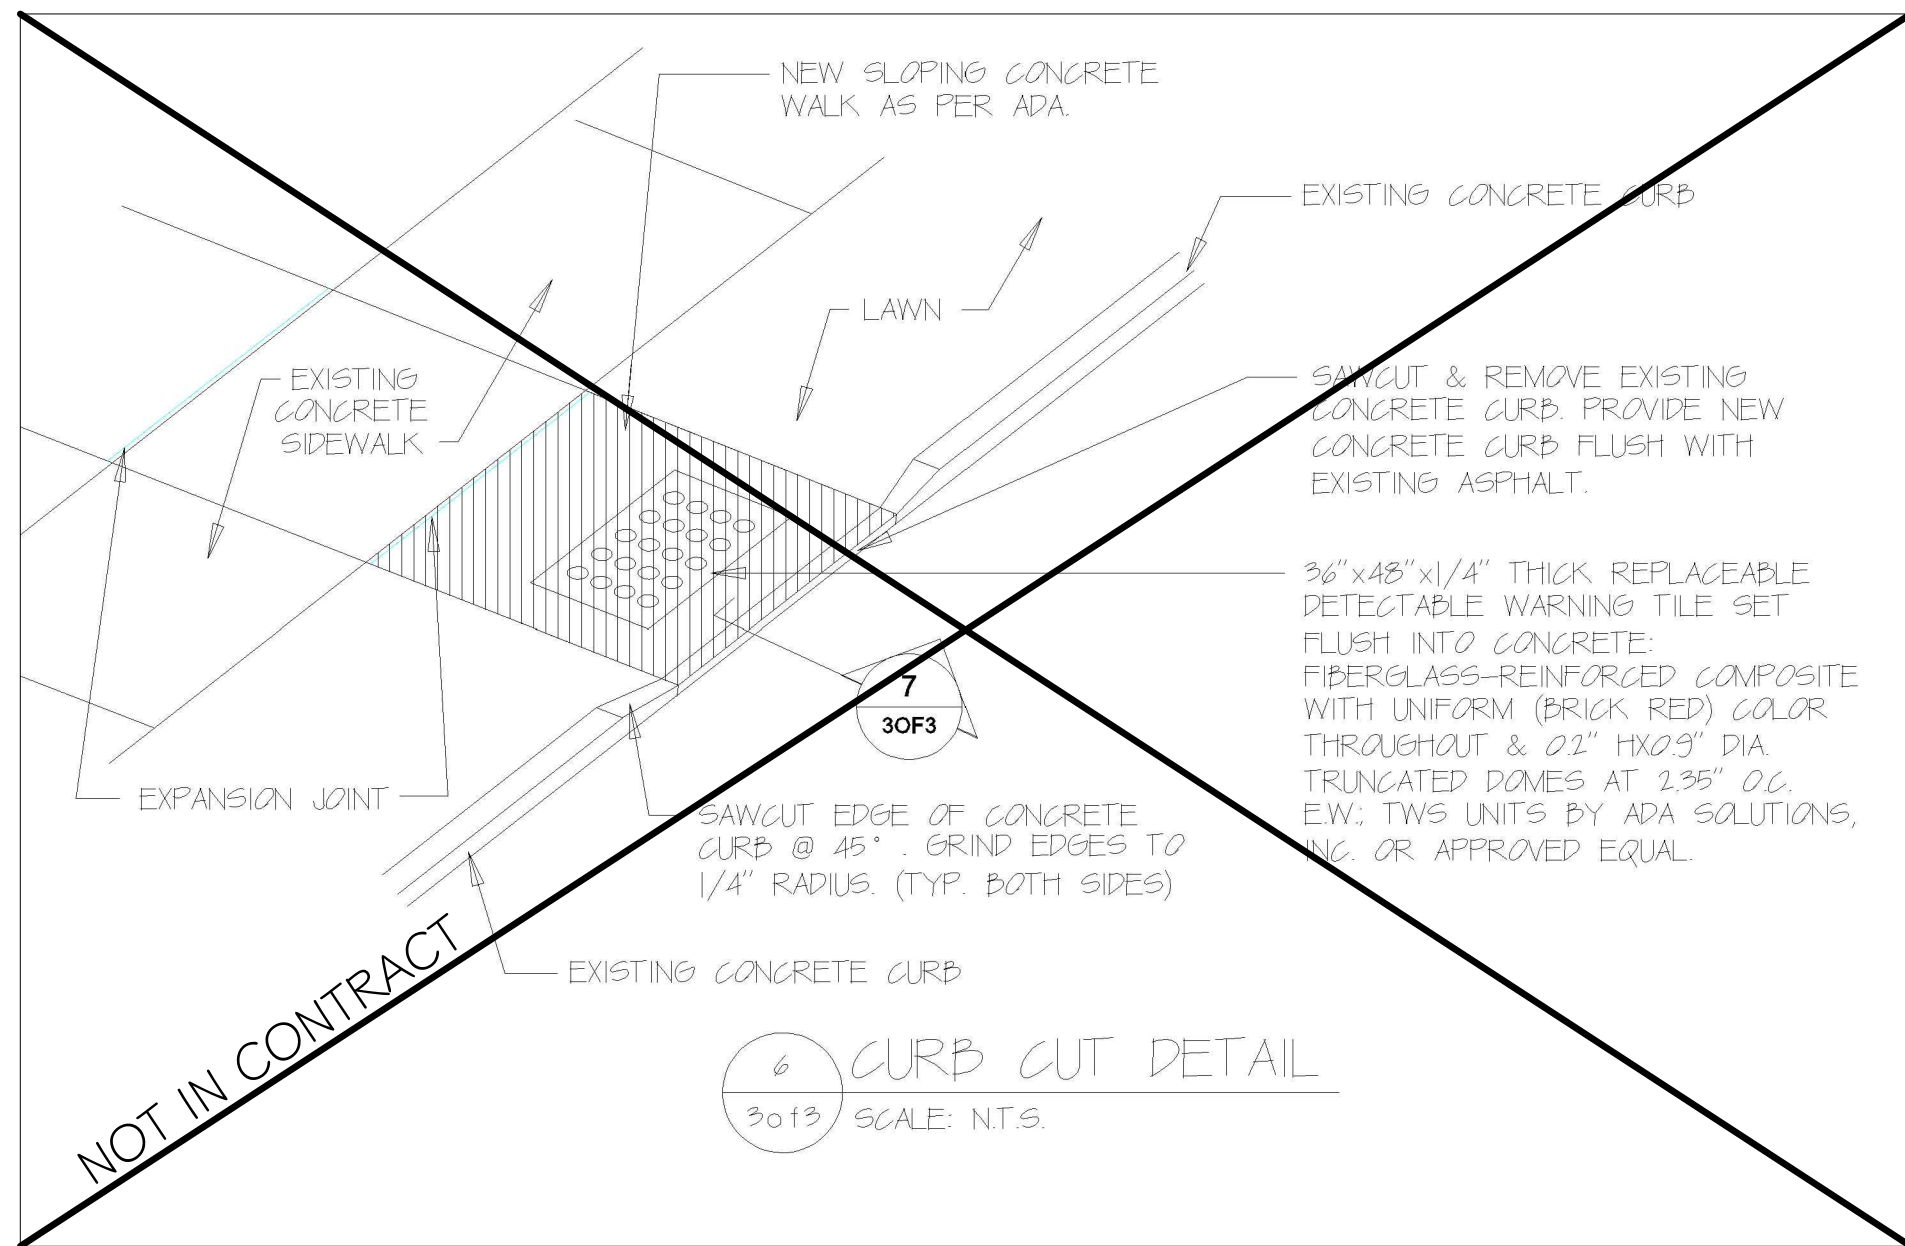 NEW SLOPING CONCRETE
WALK AS PER ADA.
EXISTING CONCRETE CURB
LAWN
EXISTING
CONCRETE
SIDEWALK
SAWCUT & REMOVE EXISTING
CONCRETE CURB. PROVIDE NEW
CONCRETE CURB FLUSH WITH
EXISTING ASPHALT.
36"x48"x1/4" THICK REPLACEABLE
DETECTABLE WARNING TILE SET
FLUSH INTO CONCRETE:
FIBERGLASS-REINFORCED COMPOSITE
WITH UNIFORM (BRICK RED) COLOR
THROUGHOUT & 0.2" HX0.9" DIA.
TRUNCATED DOMES AT 2.35" O.C.
E.W.; TWS UNITS BY ADA SOLUTIONS,
INC. OR APPROVED EQUAL.
7
3OF3
EXPANSION JOINT
SAWCUT EDGE OF CONCRETE
CURB @ 45° . GRIND EDGES TO
1/4" RADIUS. (TYP. BOTH SIDES)
EXISTING CONCRETE CURB
NOT IN CONTRACT
6
3of3
CURB CUT DETAIL
SCALE: N.T.S.